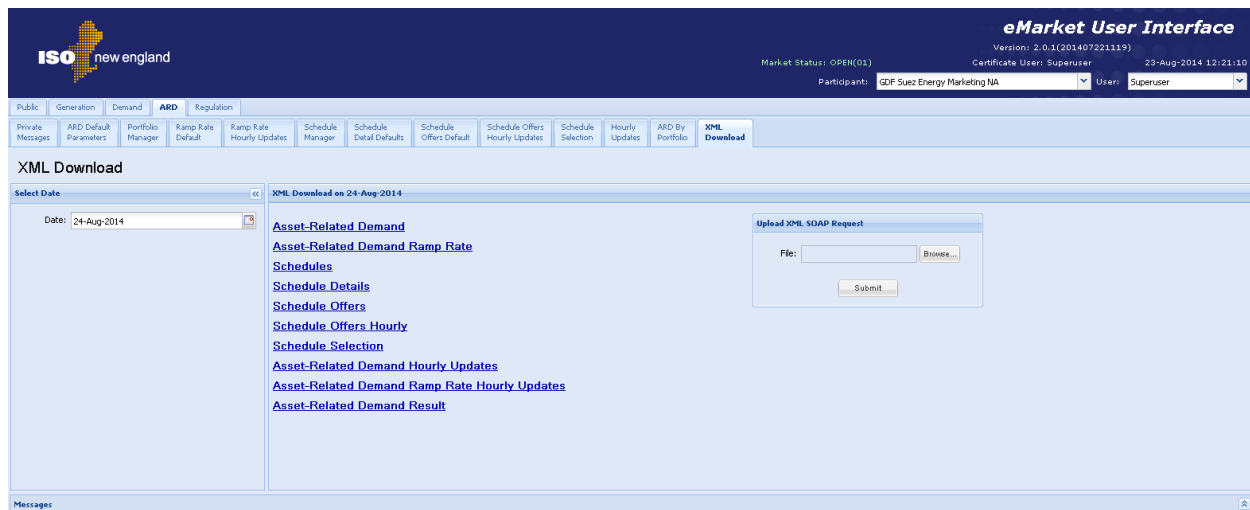 eMarket User Interface
ISO new england
Version: 2.0.1(201407221119)
Market Status: OPEN(01) Certificate User: Superuser 23-Aug-2014 12:21:10
Participant: GDF Suez Energy Marketing NA User: Superuser
Public Generation Demand ARD Regulation
Private Messages ARD Default Parameters Portfolio Manager Ramp Rate Default Ramp Rate Hourly Updates Schedule Manager Schedule Detail Defaults Schedule Offers Default Schedule Offers Hourly Updates Schedule Selection Hourly Updates ARD By Portfolio XML Download
XML Download
Select Date
Date: 24-Aug-2014
XML Download on 24-Aug-2014
Asset-Related Demand
Asset-Related Demand Ramp Rate
Schedules
Schedule Details
Schedule Offers
Schedule Offers Hourly
Schedule Selection
Asset-Related Demand Hourly Updates
Asset-Related Demand Ramp Rate Hourly Updates
Asset-Related Demand Result
Upload XML SOAP Request
File: Browse...
Submit
Messages